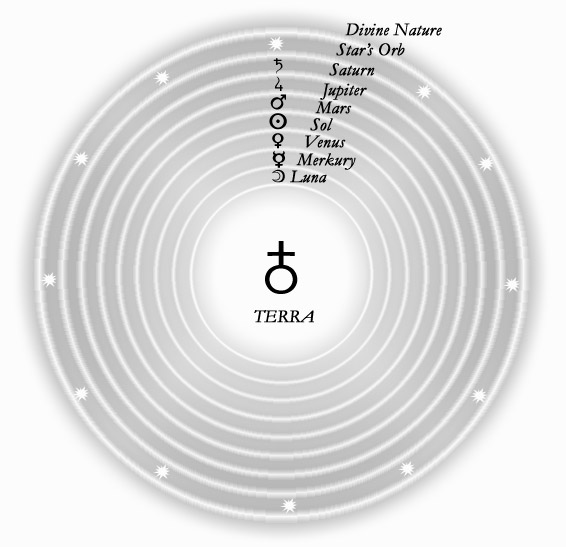 Divine Nature
Star's Orb
♄ Saturn
♃ Jupiter
♂ Mars
☉ Sol
♀ Venus
☿ Merkury
☽ Luna
♁
TERRA